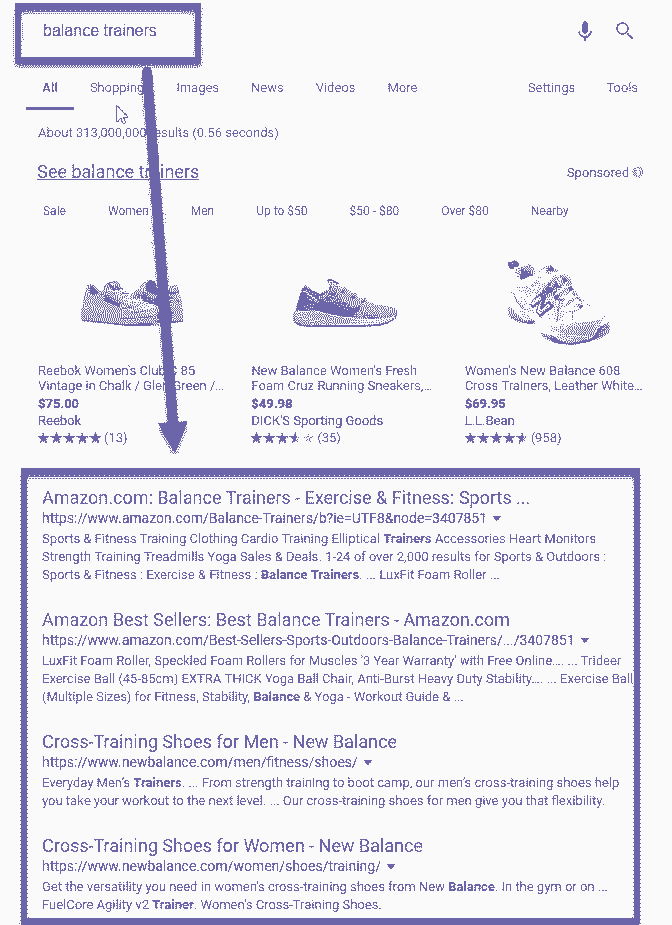 balance trainers
All Shopping Images News Videos More Settings Tools
About 313,000,000 results (0.56 seconds)
See balance trainers Sponsored
Sale Women Men Up to $50 $50 - $80 Over $80 Nearby
Reebok Women's Club C 85
Vintage in Chalk / Glen Green /...
$75.00
Reebok
(13)
New Balance Women's Fresh
Foam Cruz Running Sneakers,...
$49.98
DICK'S Sporting Goods
(35)
Women's New Balance 608
Cross Trainers, Leather White...
$69.95
L.L.Bean
(958)
Amazon.com: Balance Trainers - Exercise & Fitness: Sports ...
https://www.amazon.com/Balance-Trainers/b?ie=UTF8&node=3407851
Sports & Fitness Training Clothing Cardio Training Elliptical Trainers Accessories Heart Monitors
Strength Training Treadmills Yoga Sales & Deals. 1-24 of over 2,000 results for Sports & Outdoors :
Sports & Fitness : Exercise & Fitness : Balance Trainers. ... LuxFit Foam Roller ...
Amazon Best Sellers: Best Balance Trainers - Amazon.com
https://www.amazon.com/Best-Sellers-Sports-Outdoors-Balance-Trainers/.../3407851
LuxFit Foam Roller, Speckled Foam Rollers for Muscles '3 Year Warranty' with Free Online.... ... Trideer
Exercise Ball (45-85cm) EXTRA THICK Yoga Ball Chair, Anti-Burst Heavy Duty Stability.... ... Exercise Ball
(Multiple Sizes) for Fitness, Stability, Balance & Yoga - Workout Guide & ...
Cross-Training Shoes for Men - New Balance
https://www.newbalance.com/men/fitness/shoes/
Everyday Men's Trainers. ... From strength training to boot camp, our men's cross-training shoes help
you take your workout to the next level. ... Our cross-training shoes for men give you that flexibility.
Cross-Training Shoes for Women - New Balance
https://www.newbalance.com/women/shoes/training/
Get the versatility you need in women's cross-training shoes from New Balance. In the gym or on ...
FuelCore Agility v2 Trainer. Women's Cross-Training Shoes.